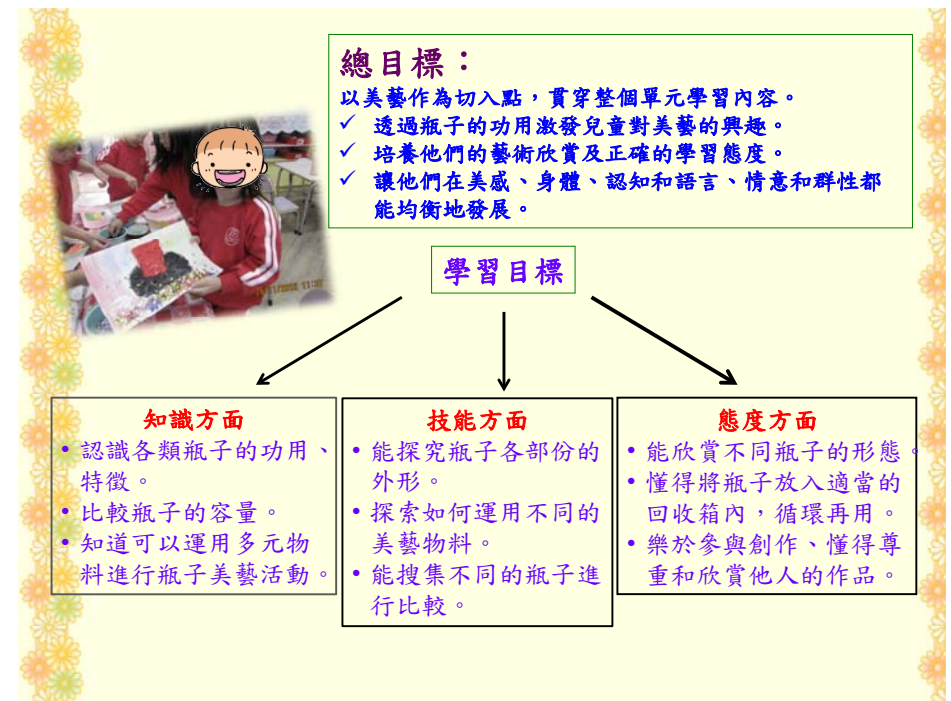 總目標：
以美藝作為切入點，貫穿整個單元學習內容。
✓ 透過瓶子的功用激發兒童對美藝的興趣。
✓ 培養他們的藝術欣賞及正確的學習態度。
✓ 讓他們在美感、身體、認知和語言、情意和群性都
能均衡地發展。
學習目標
知識方面
• 認識各類瓶子的功用、
特徵。
• 比較瓶子的容量。
• 知道可以運用多元物
料進行瓶子美藝活動。
技能方面
• 能探究瓶子各部份的
外形。
• 探索如何運用不同的
美藝物料。
• 能搜集不同的瓶子進
行比較。
態度方面
• 能欣賞不同瓶子的形態。
• 懂得將瓶子放入適當的
回收箱內，循環再用。
• 樂於參與創作、懂得尊
重和欣賞他人的作品。